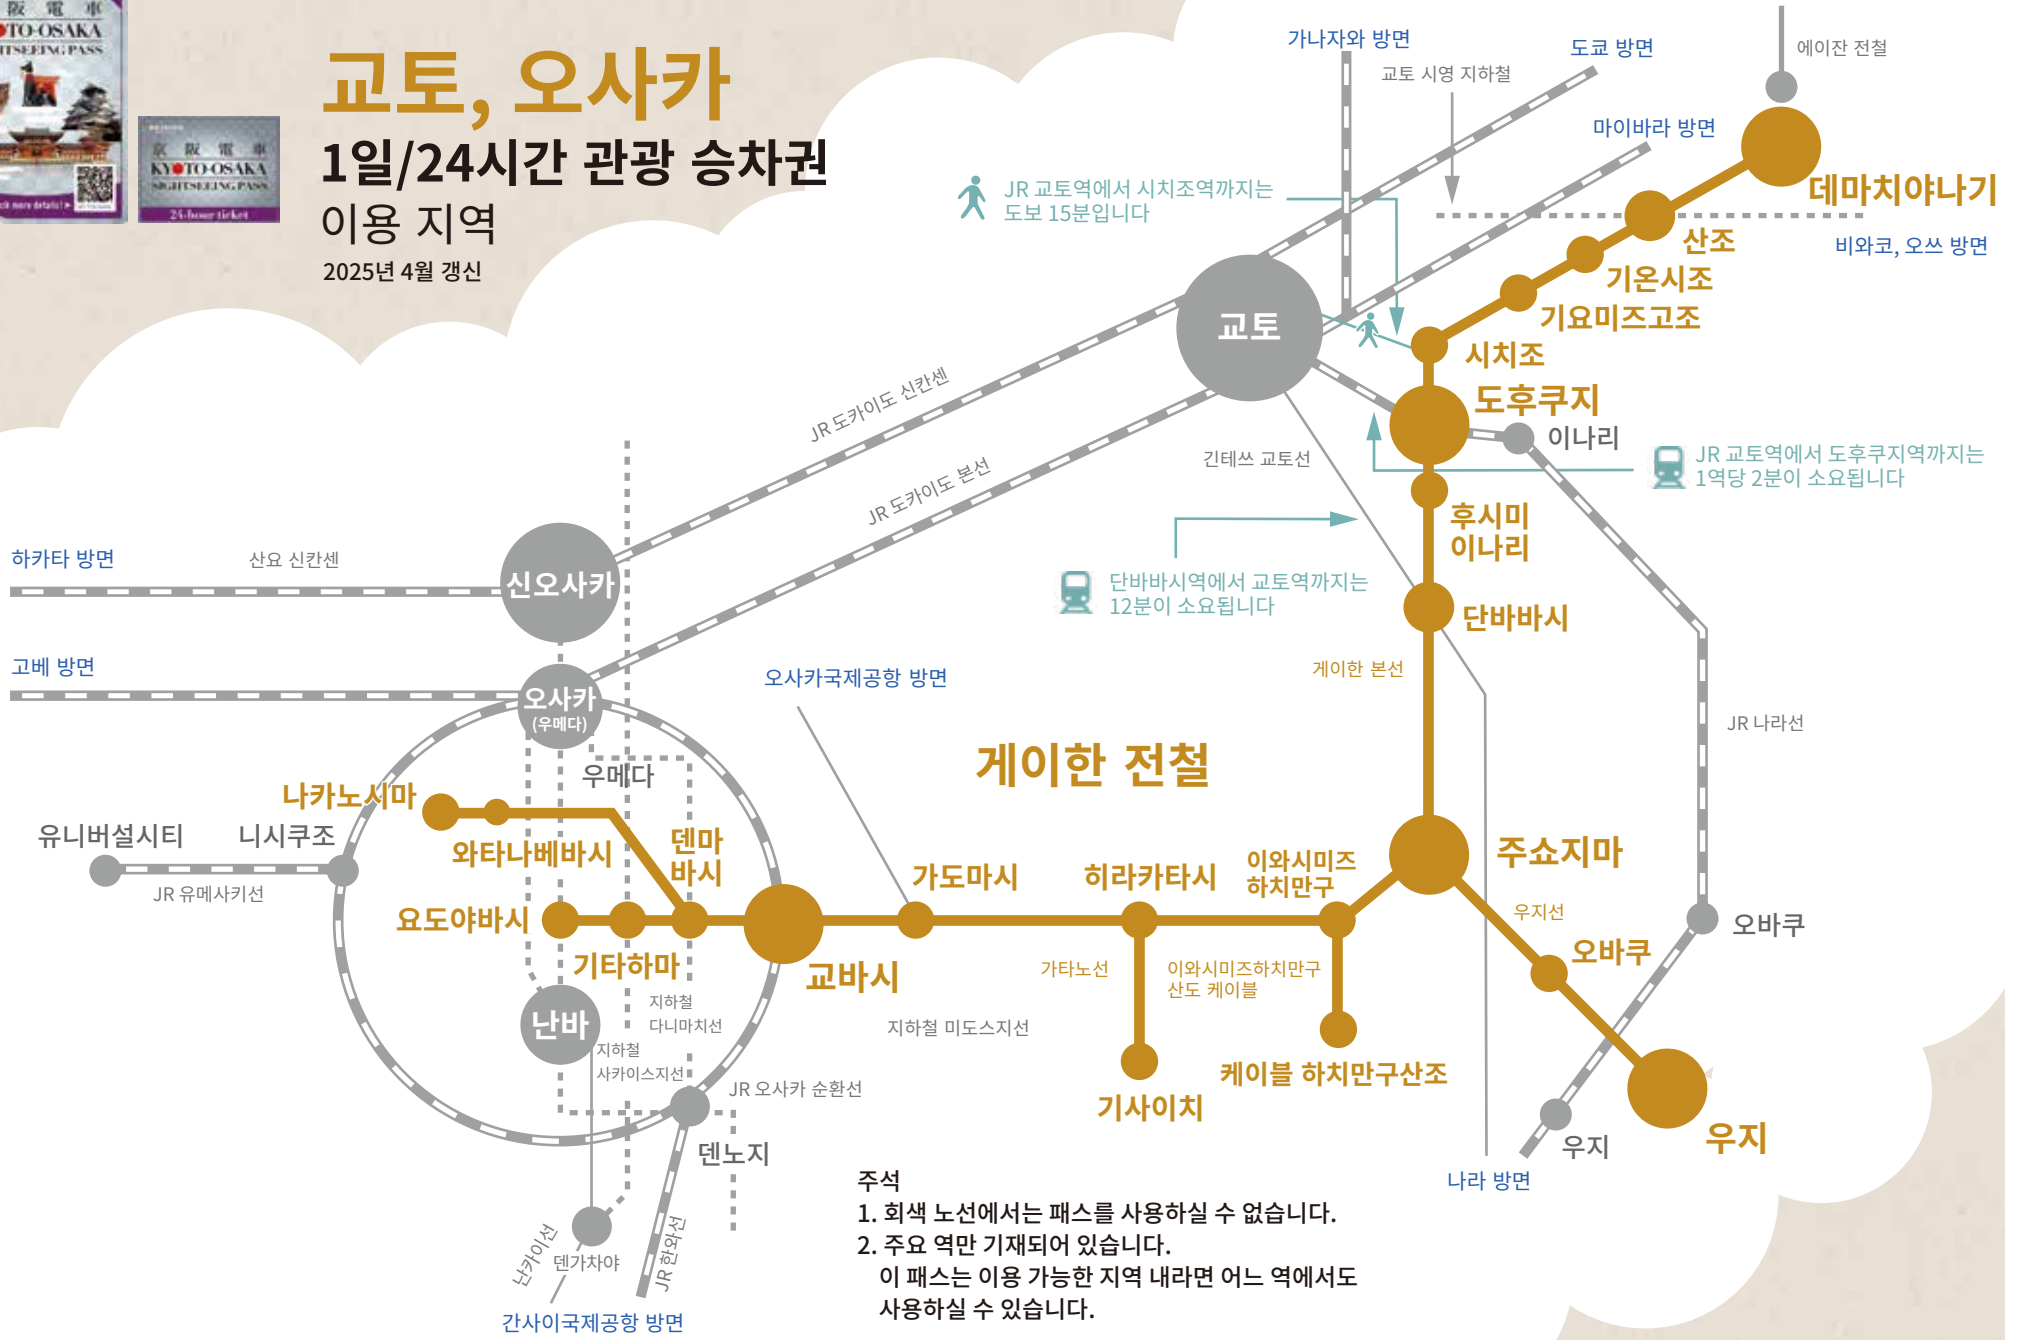 阪 電 車
TO-OSAKA
京 阪 電 車
KYOTO-OSAKA
SIGHTSEEING PASS
24-hour ticket
교토, 오사카
1일/24시간 관광 승차권
이용 지역
2025년 4월 갱신
가나자와 방면
도쿄 방면
에이잔 전철
교토 시영 지하철
마이바라 방면
JR 교토역에서 시치조역까지는
도보 15분입니다
데마치야나기
산조
비와코, 오쓰 방면
기온시조
기요미즈고조
교토
시치조
JR 도카이도 신칸센
도후쿠지
이나리
JR 교토역에서 도후쿠지역까지는
1역당 2분이 소요됩니다
긴테쓰 교토선
JR 도카이도 본선
후시미
이나리
하카타 방면
산요 신칸센
신오사카
단바바시역에서 교토역까지는
12분이 소요됩니다
단바바시
고베 방면
오사카
(우메다)
오사카국제공항 방면
게이한 본선
JR 나라선
우메다
게이한 전철
나카노시마
유니버설시티
니시쿠조
와타나베바시
덴마
바시
가도마시
히라카타시
이와시미즈
하치만구
주쇼지마
JR 유메사키선
요도야바시
우지선
오바쿠
오바쿠
기타하마
교바시
가타노선
이와시미즈하치만구
산도 케이블
난바
지하철
다니마치선
지하철 미도스지선
지하철
사카이스지선
JR 오사카 순환선
기사이치
케이블 하치만구산조
우지
우지
덴노지
나라 방면
난카이선
덴가차야
JR 한와선
간사이국제공항 방면
주석
1. 회색 노선에서는 패스를 사용하실 수 없습니다.
2. 주요 역만 기재되어 있습니다.
이 패스는 이용 가능한 지역 내라면 어느 역에서도
사용하실 수 있습니다.